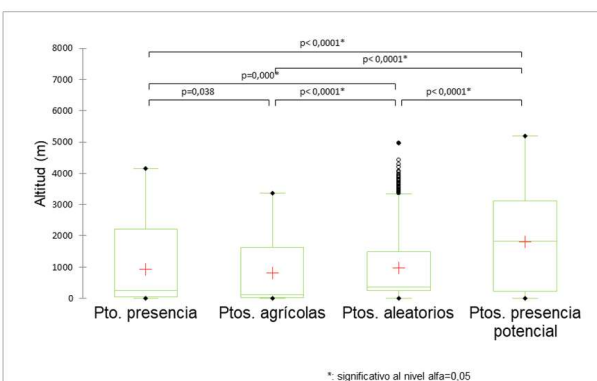 p< 0,0001*
p< 0,0001*
p=0,000*
p=0,038
p< 0,0001*
p< 0,0001*
Altitud (m)
8000
7000
6000
5000
4000
3000
2000
1000
0
Pto. presencia
Ptos. agrícolas
Ptos. aleatorios
Ptos. presencia
potencial
*: significativo al nivel alfa=0,05